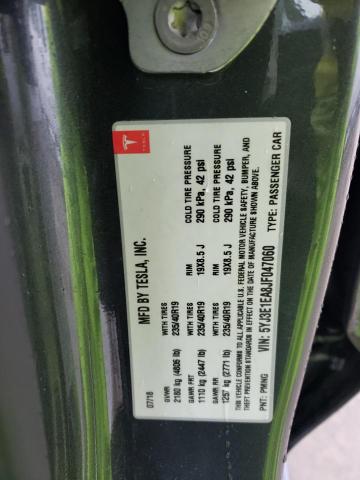 TESLA
MFD BY TESLA, INC.
07/18
GVWR WITH TIRES RIM COLD TIRE PRESSURE
2180 kg (4806 lb) 235/40R19 19X8.5 J 290 kPa, 42 psi
GAWR FRT WITH TIRES RIM COLD TIRE PRESSURE
1110 kg (2447 lb) 235/40R19 19X8.5 J 290 kPa, 42 psi
GAWR RR WITH TIRES RIM COLD TIRE PRESSURE
1257 kg (2771 lb) 235/40R19 19X8.5 J 290 kPa, 42 psi
THIS VEHICLE CONFORMS TO ALL APPLICABLE U.S. FEDERAL MOTOR VEHICLE SAFETY, BUMPER, AND
THEFT PREVENTION STANDARDS IN EFFECT ON THE DATE OF MANUFACTURE SHOWN ABOVE.
PNT: PMNG VIN: 5YJ3E1EA8JF047060 TYPE: PASSENGER CAR